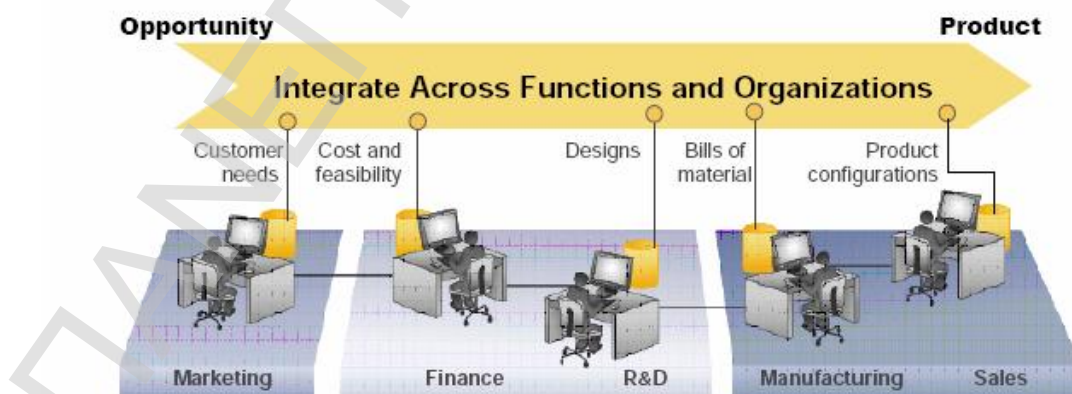 Opportunity
Product
Integrate Across Functions and Organizations
Customer
needs
Cost and
feasibility
Designs
Bills of
material
Product
configurations
Marketing
Finance
R&D
Manufacturing
Sales